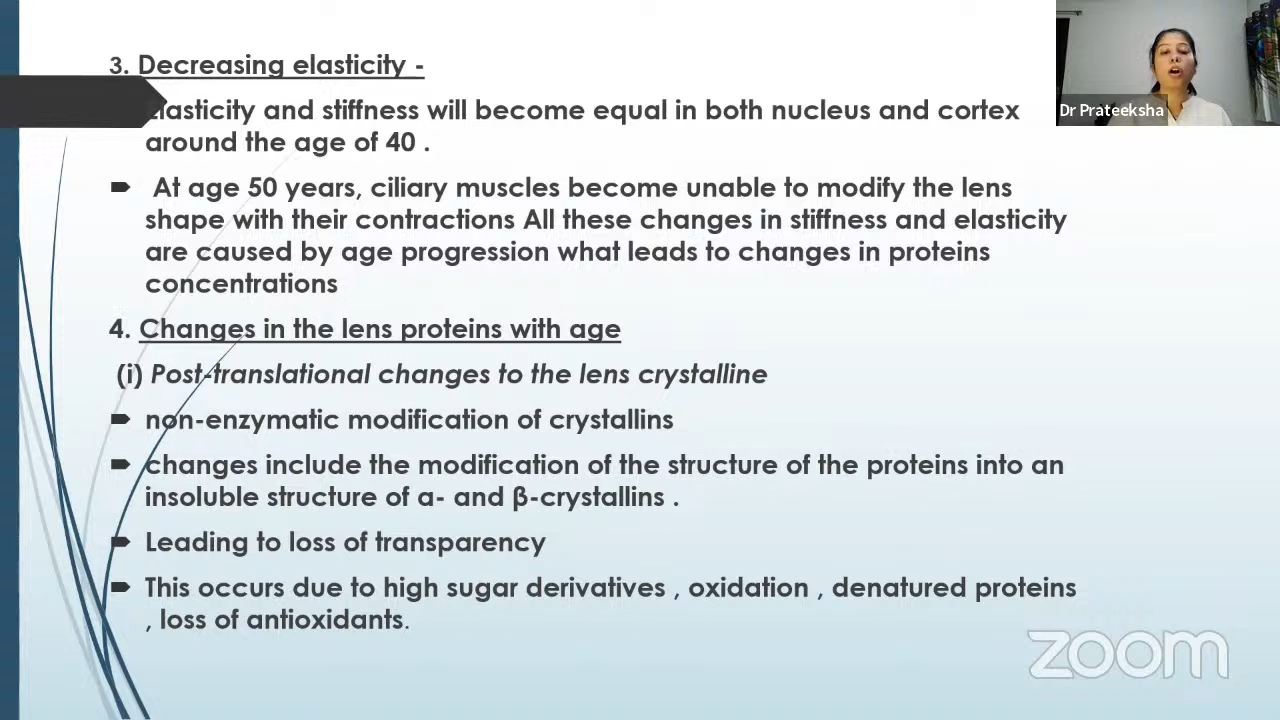 3. Decreasing elasticity -
Elasticity and stiffness will become equal in both nucleus and cortex
around the age of 40 .
At age 50 years, ciliary muscles become unable to modify the lens
shape with their contractions All these changes in stiffness and elasticity
are caused by age progression what leads to changes in proteins
concentrations
4. Changes in the lens proteins with age
(i) Post-translational changes to the lens crystalline
non-enzymatic modification of crystallins
changes include the modification of the structure of the proteins into an
insoluble structure of α- and β-crystallins .
Leading to loss of transparency
This occurs due to high sugar derivatives , oxidation , denatured proteins
, loss of antioxidants.
Dr Prateeksha
zoom